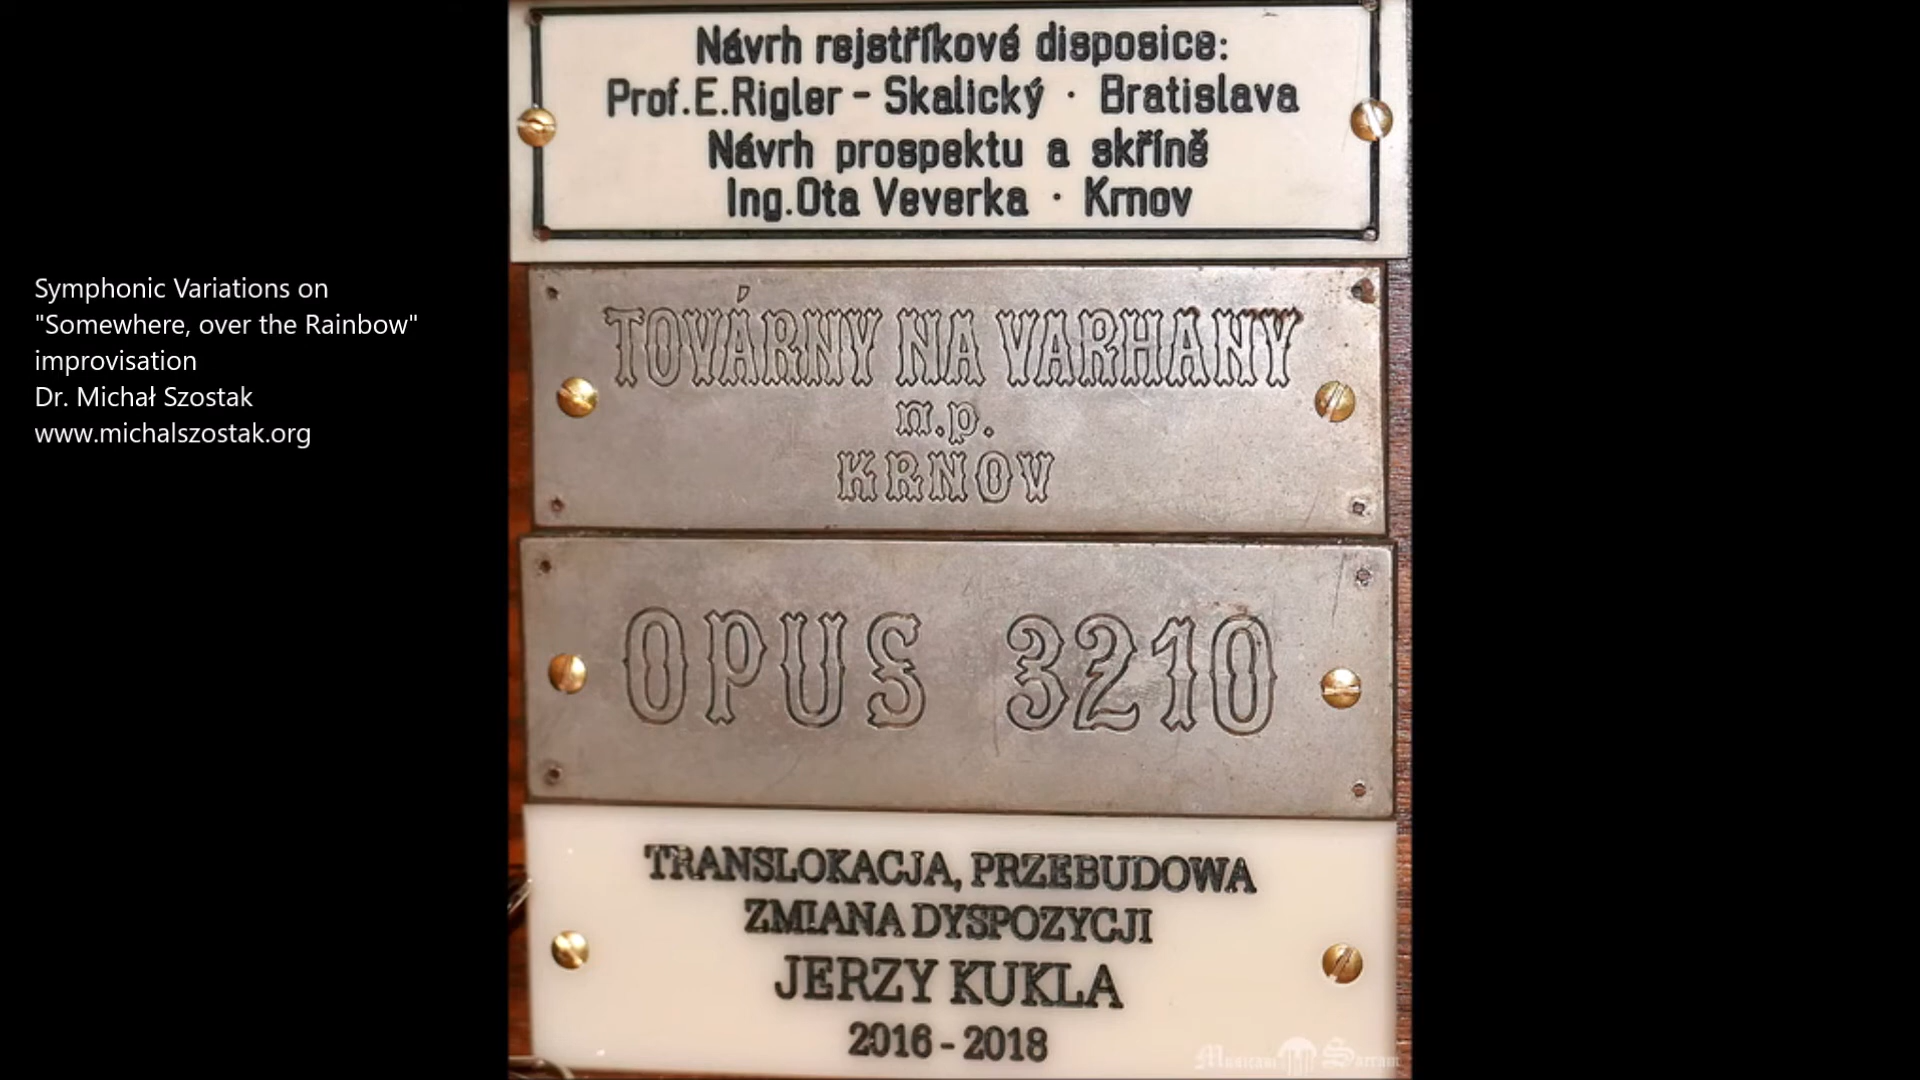 Symphonic Variations on
"Somewhere, over the Rainbow"
improvisation
Dr. Michał Szostak
www.michalszostak.org
Návrh rejstříkové disposice:
Prof.E.Rigler - Skalický · Bratislava
Návrh prospektu a skříně
Ing.Ota Veverka · Krnov
TOVÁRNY NA VARHANY
n.p.
KRNOV
OPUS 3210
TRANSLOKACJA, PRZEBUDOWA
ZMIANA DYSPOZYCJI
JERZY KUKLA
2016 - 2018
Musicam Sacram